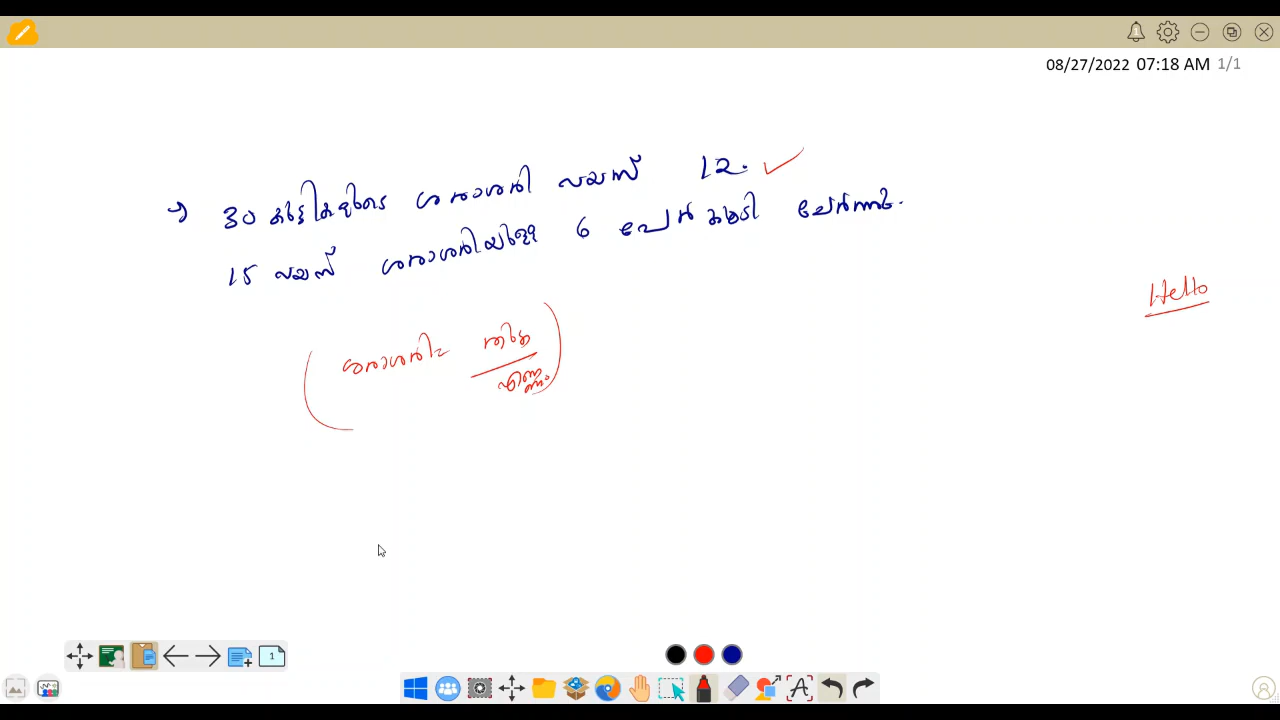 08/27/2022 07:18 AM 1/1
→ 30 കുട്ടികളുടെ ശരാശരി വയസ് 12.
15 വയസ് ശരാശരിയുള്ള 6 പേർ കൂടി ചേർന്നു.
Hello
( ശരാശരി = തുക
എണ്ണം )
1